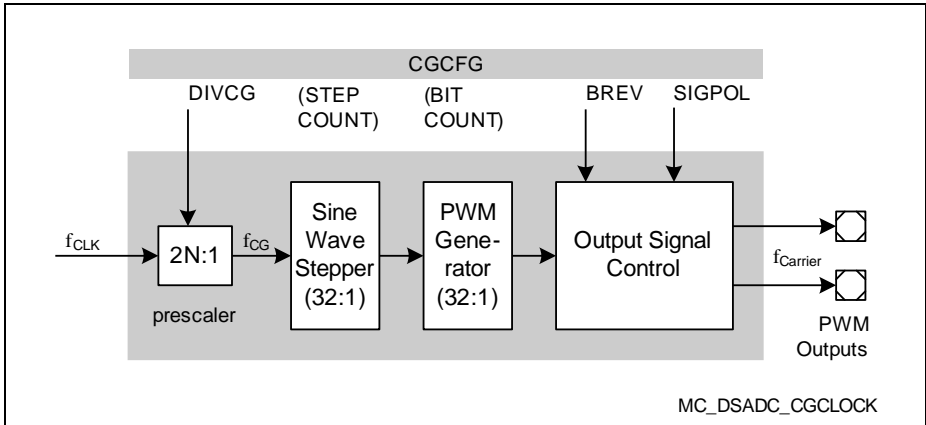 CGCFG
DIVCG
(STEP
COUNT)
(BIT
COUNT)
BREV
SIGPOL
fCLK
2N:1
prescaler
fCG
Sine
Wave
Stepper
(32:1)
PWM
Gene-
rator
(32:1)
Output Signal
Control
fCarrier
PWM
Outputs
MC_DSADC_CGCLOCK